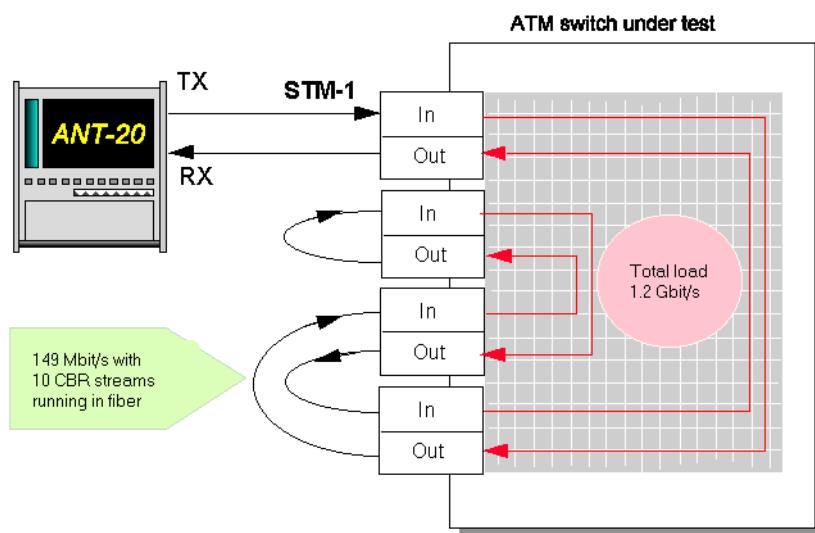 ATM switch under test
TX
STM-1
ANT-20
RX
In
Out
In
Out
In
Out
In
Out
Total load
1.2 Gbit/s
149 Mbit/s with
10 CBR streams
running in fiber